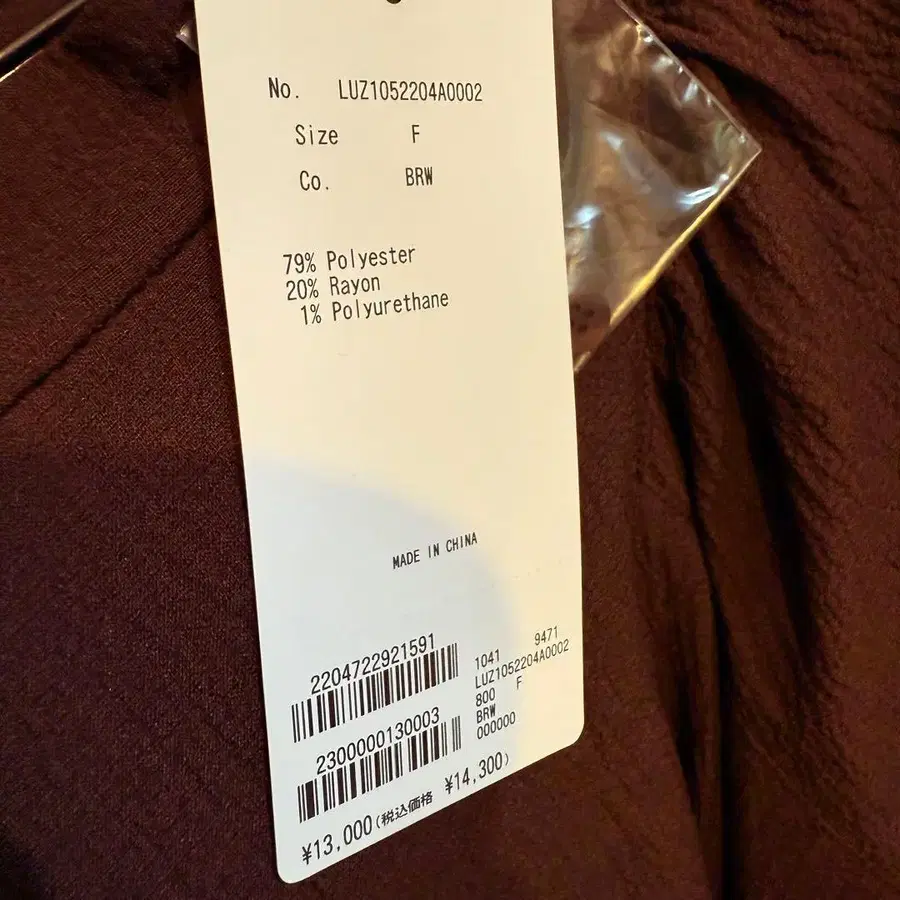 No. LUZ1052204A0002
Size F
Co. BRW
79% Polyester
20% Rayon
1% Polyurethane
MADE IN CHINA
2204722921591
1041 9471
LUZ1052204A0002
800 F
BRW
000000
2300000130003
¥13,000(税込価格 ¥14,300)